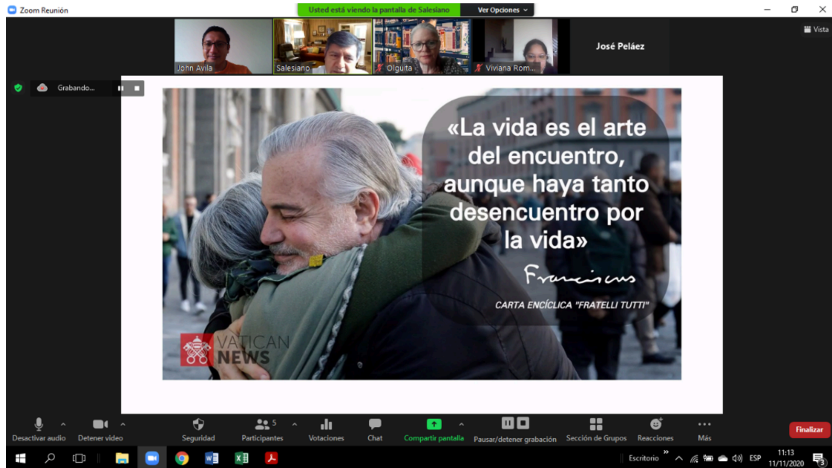 Zoom Reunión
Usted está viendo la pantalla de Salesiano
Ver Opciones
Vista
John Avila
Salesiano
Olguita
Viviana Rom...
José Peláez
Grabando...
«La vida es el arte
del encuentro,
aunque haya tanto
desencuentro por
la vida»
Franciscus
CARTA ENCÍCLICA "FRATELLI TUTTI"
VATICAN
NEWS
Desactivar audio
Detener video
Seguridad
Participantes
5
Votaciones
Chat
Compartir pantalla
Pausar/detener grabación
Sección de Grupos
Reacciones
Más
Finalizar
Escritorio
ESP
11:13
11/11/2020
3